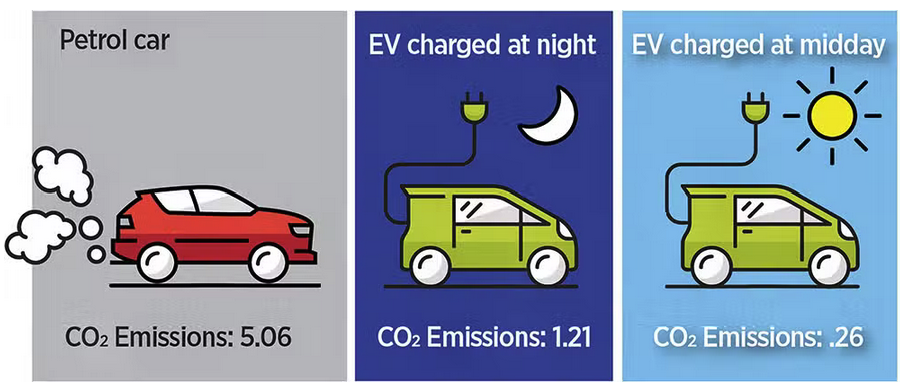 Petrol car
CO₂ Emissions: 5.06
EV charged at night
CO₂ Emissions: 1.21
EV charged at midday
CO₂ Emissions: .26